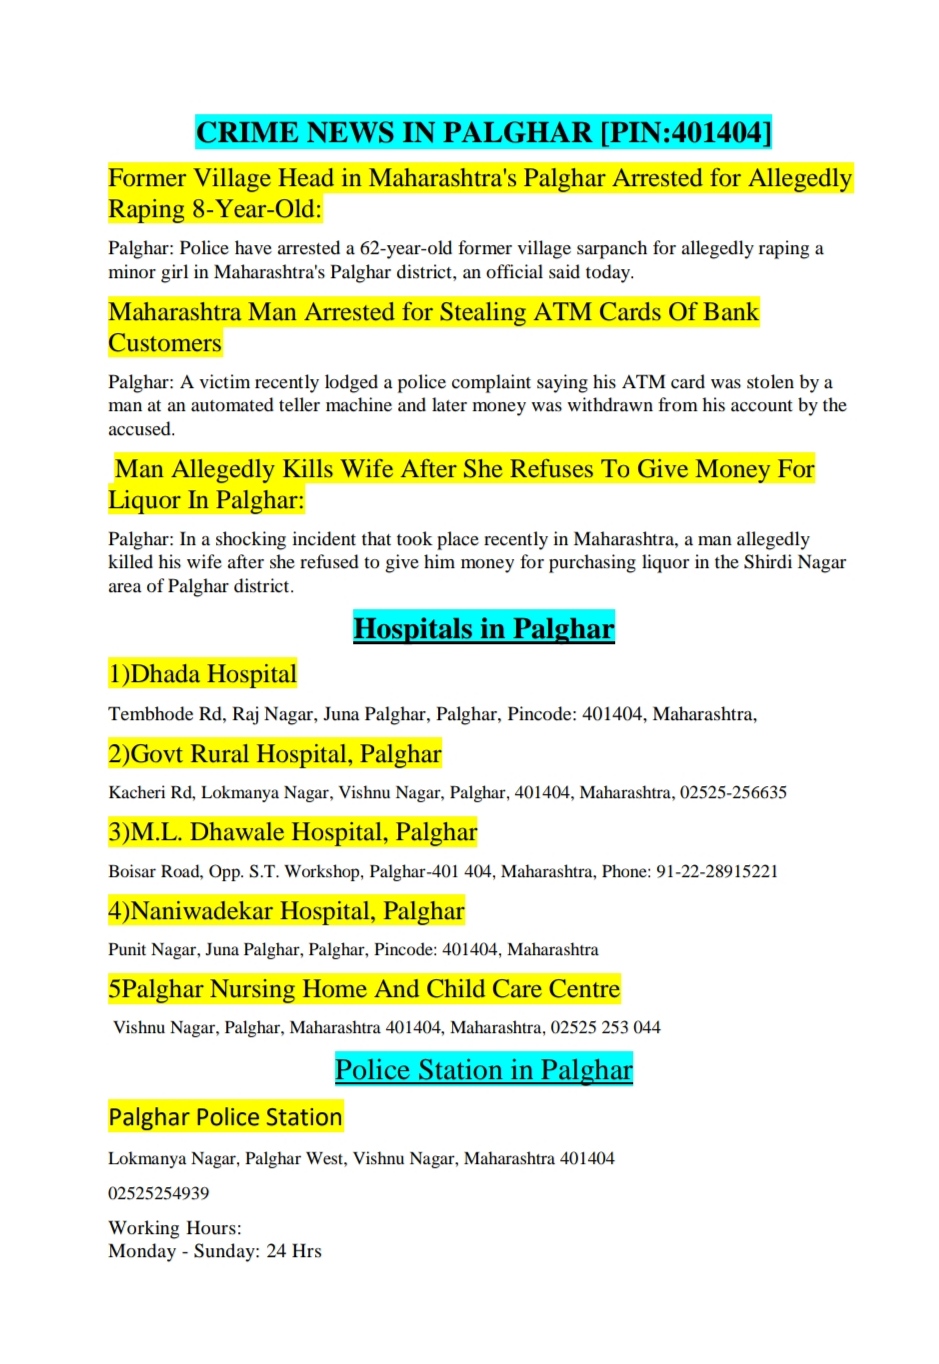 CRIME NEWS IN PALGHAR [PIN:401404]
Former Village Head in Maharashtra's Palghar Arrested for Allegedly
Raping 8-Year-Old:
Palghar: Police have arrested a 62-year-old former village sarpanch for allegedly raping a
minor girl in Maharashtra's Palghar district, an official said today.
Maharashtra Man Arrested for Stealing ATM Cards Of Bank
Customers
Palghar: A victim recently lodged a police complaint saying his ATM card was stolen by a
man at an automated teller machine and later money was withdrawn from his account by the
accused.
Man Allegedly Kills Wife After She Refuses To Give Money For
Liquor In Palghar:
Palghar: In a shocking incident that took place recently in Maharashtra, a man allegedly
killed his wife after she refused to give him money for purchasing liquor in the Shirdi Nagar
area of Palghar district.
Hospitals in Palghar
1)Dhada Hospital
Tembhode Rd, Raj Nagar, Juna Palghar, Palghar, Pincode: 401404, Maharashtra,
2)Govt Rural Hospital, Palghar
Kacheri Rd, Lokmanya Nagar, Vishnu Nagar, Palghar, 401404, Maharashtra, 02525-256635
3)M.L. Dhawale Hospital, Palghar
Boisar Road, Opp. S.T. Workshop, Palghar-401 404, Maharashtra, Phone: 91-22-28915221
4)Naniwadekar Hospital, Palghar
Punit Nagar, Juna Palghar, Palghar, Pincode: 401404, Maharashtra
5Palghar Nursing Home And Child Care Centre
Vishnu Nagar, Palghar, Maharashtra 401404, Maharashtra, 02525 253 044
Police Station in Palghar
Palghar Police Station
Lokmanya Nagar, Palghar West, Vishnu Nagar, Maharashtra 401404
02525254939
Working Hours:
Monday - Sunday: 24 Hrs